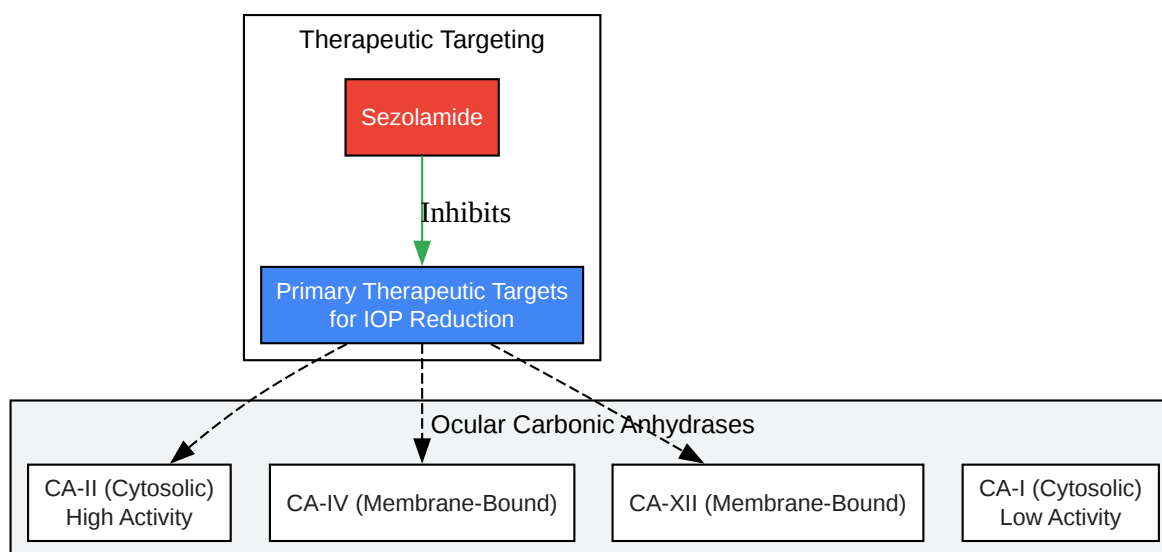 Therapeutic Targeting
Sezolamide
Inhibits
Primary Therapeutic Targets
for IOP Reduction
Ocular Carbonic Anhydrases
CA-II (Cytosolic)
High Activity
CA-IV (Membrane-Bound)
CA-XII (Membrane-Bound)
CA-I (Cytosolic)
Low Activity